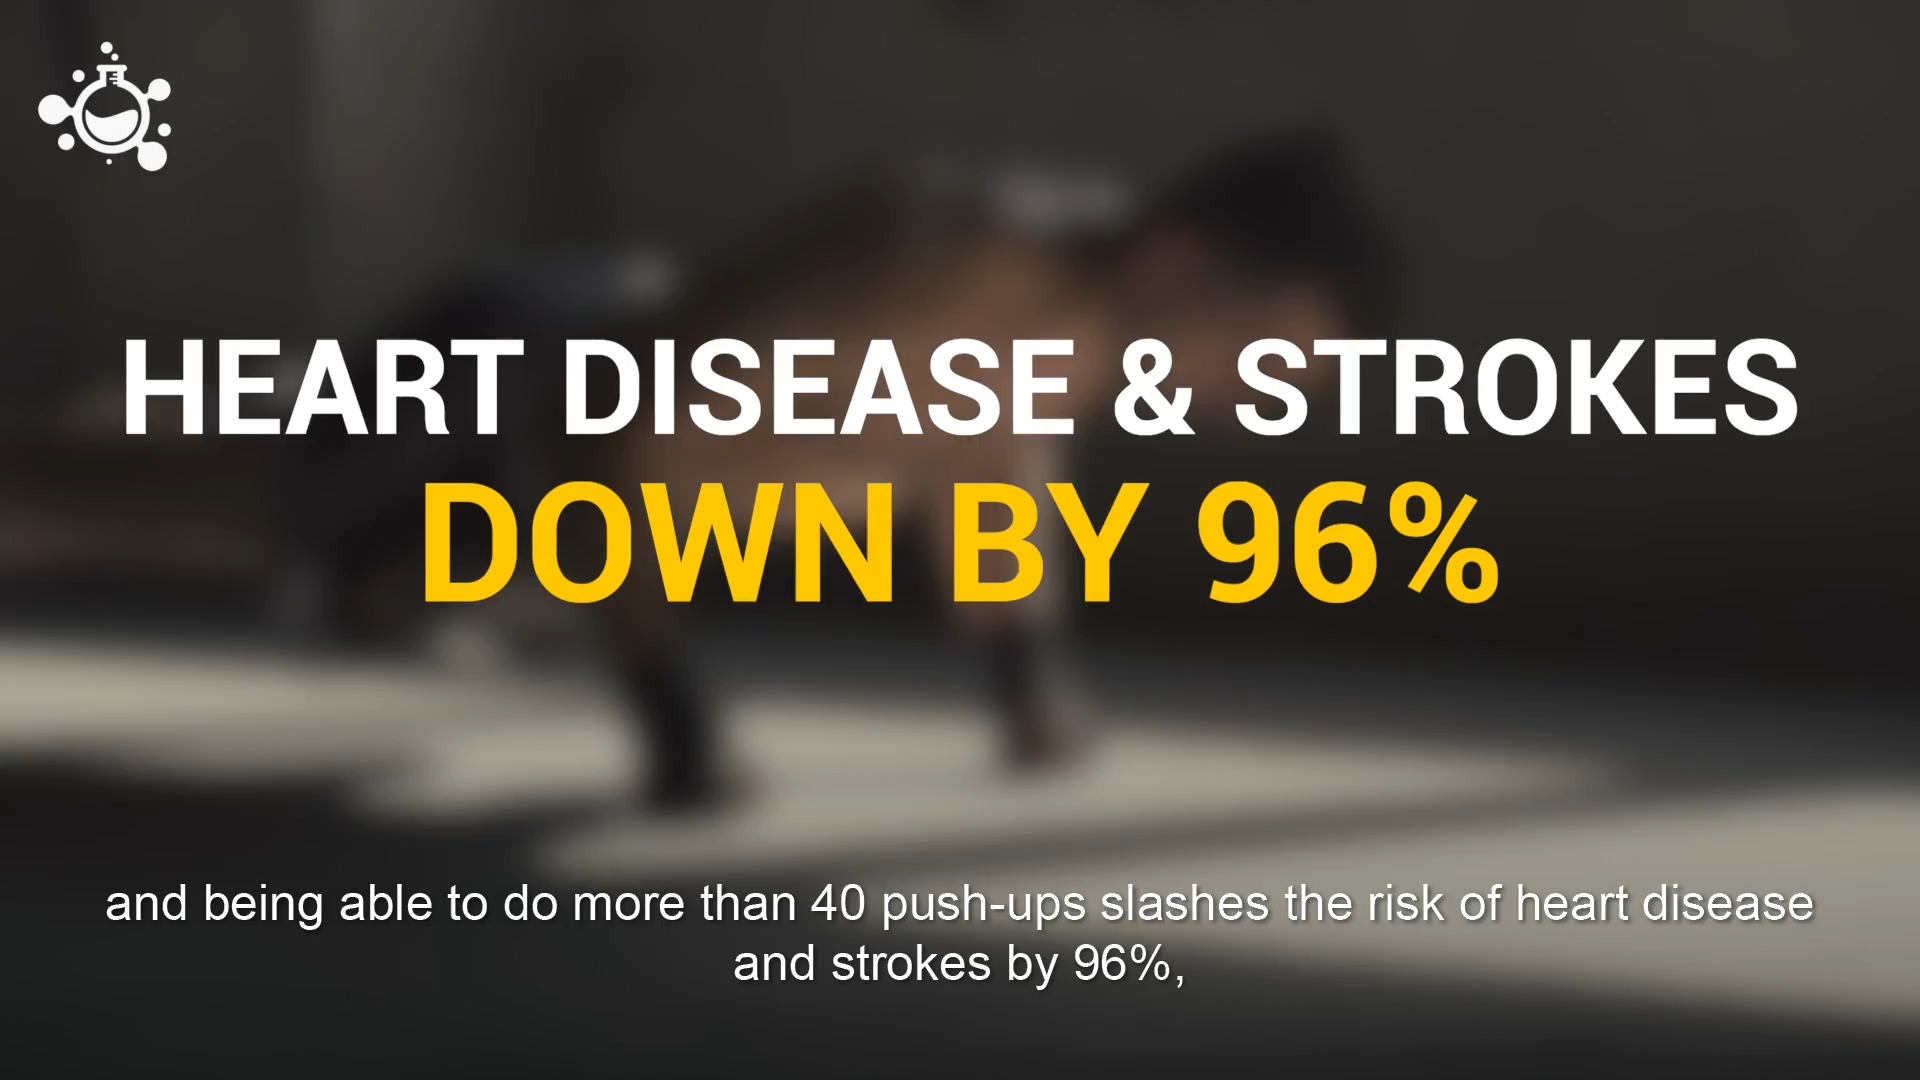 HEART DISEASE & STROKES
DOWN BY 96%
and being able to do more than 40 push-ups slashes the risk of heart disease
and strokes by 96%,